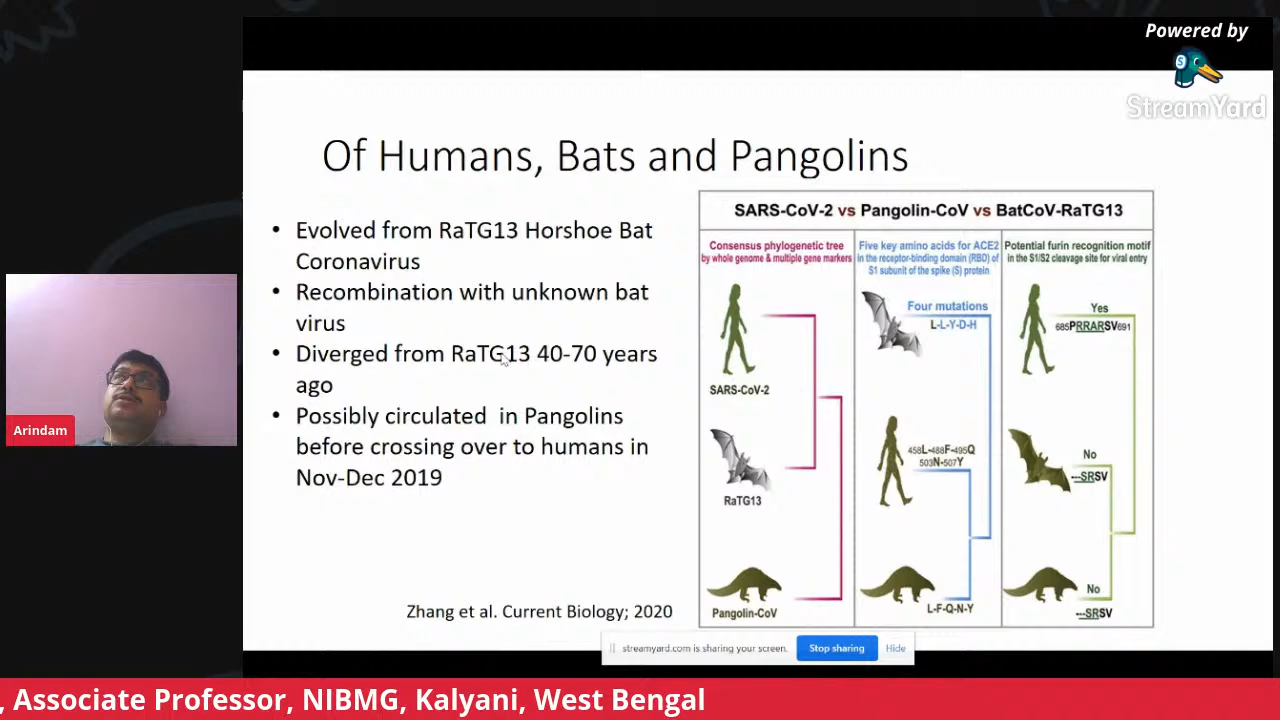 Powered by
StreamYard
Of Humans, Bats and Pangolins
• Evolved from RaTG13 Horshoe Bat
Coronavirus
• Recombination with unknown bat
virus
• Diverged from RaTG13 40-70 years
ago
• Possibly circulated in Pangolins
before crossing over to humans in
Nov-Dec 2019
Zhang et al. Current Biology; 2020
SARS-CoV-2 vs Pangolin-CoV vs BatCoV-RaTG13
Consensus phylogenetic tree
by whole genome & multiple gene markers
SARS-CoV-2
RaTG13
Pangolin-CoV
Five key amino acids for ACE2
in the receptor-binding domain (RBD) of
S1 subunit of the spike (S) protein
Four mutations
L-L-Y-D-H
458L-488F-495Q
503N-507Y
L-F-Q-N-Y
Potential furin recognition motif
in the S1/S2 cleavage site for viral entry
Yes
685PRRARSV691
No
---SRSV
No
---SRSV
streamyard.com is sharing your screen.
Stop sharing
Hide
Arindam
, Associate Professor, NIBMG, Kalyani, West Bengal